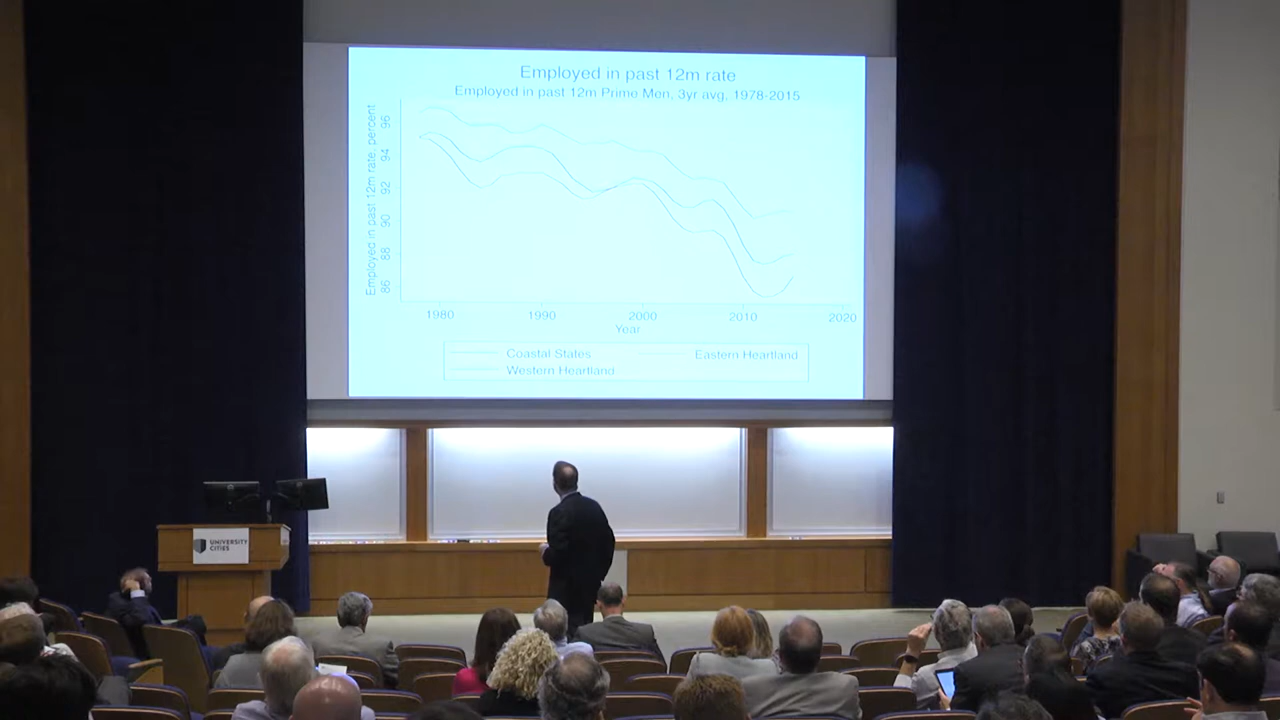 Employed in past 12m rate
Employed in past 12m Prime Men, 3yr avg, 1978-2015
Employed in past 12m rate, percent
96
94
92
90
88
86
1980 1990 2000 2010 2020
Year
Coastal States Eastern Heartland
Western Heartland
UNIVERSITY
CITIES